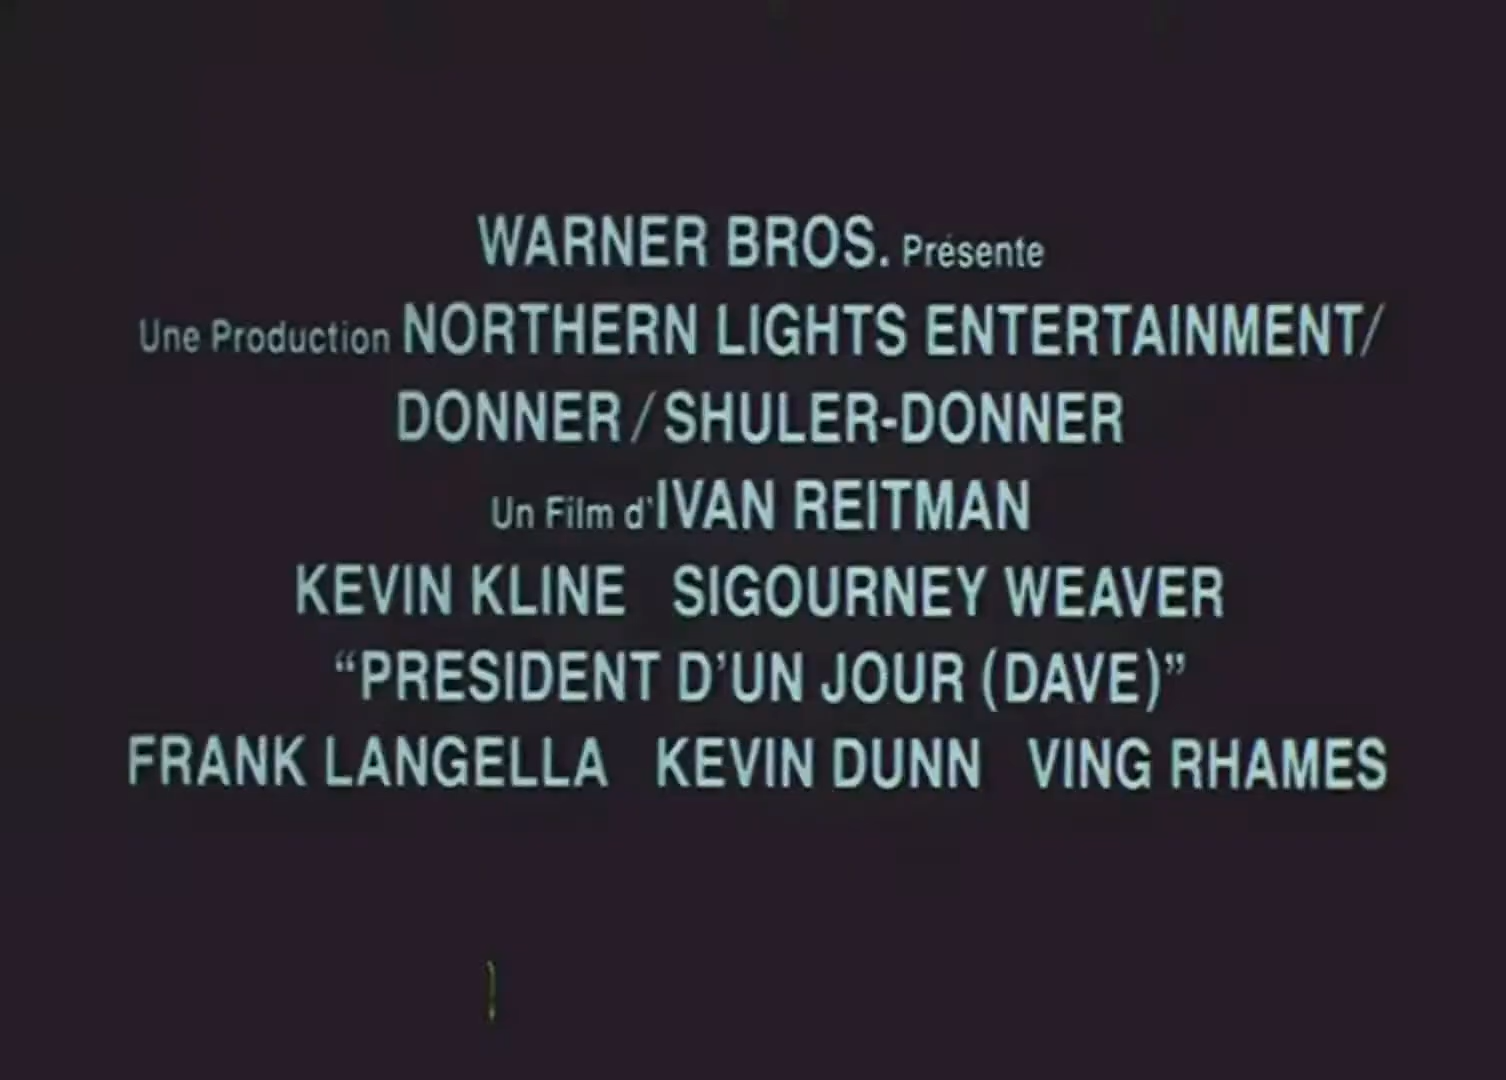 WARNER BROS. Présente
Une Production NORTHERN LIGHTS ENTERTAINMENT/
DONNER/SHULER-DONNER
Un Film d'IVAN REITMAN
KEVIN KLINE SIGOURNEY WEAVER
“PRESIDENT D’UN JOUR (DAVE)”
FRANK LANGELLA KEVIN DUNN VING RHAMES